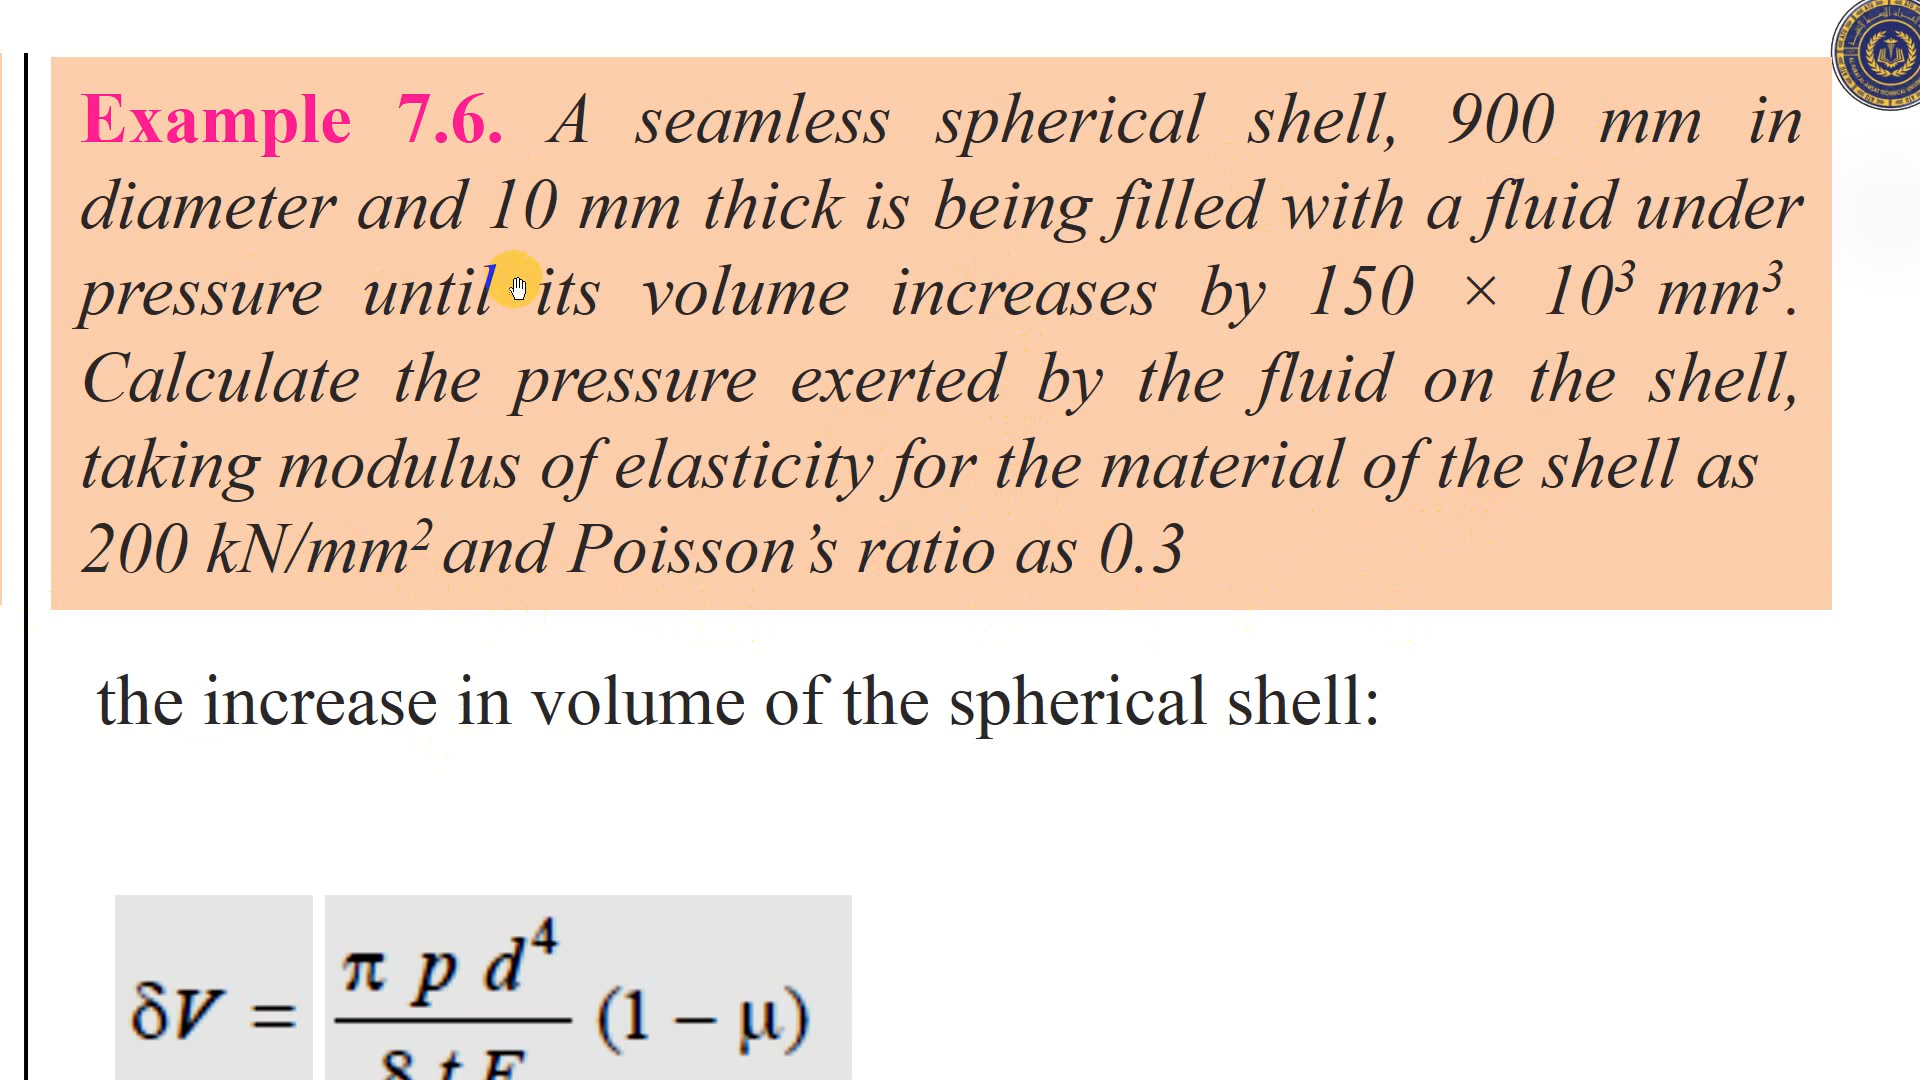 Example 7.6. A seamless spherical shell, 900 mm in
diameter and 10 mm thick is being filled with a fluid under
pressure until its volume increases by 150 × 10³ mm³.
Calculate the pressure exerted by the fluid on the shell,
taking modulus of elasticity for the material of the shell as
200 kN/mm² and Poisson’s ratio as 0.3
the increase in volume of the spherical shell:
π p d⁴
δV = (1 – μ)
8 t E